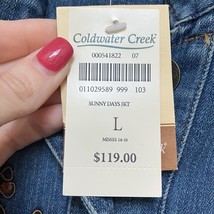 Coldwater Creek
000541822 07
011029589 999 103
SUNNY DAYS JKT
L
MISSES 14-16
$119.00